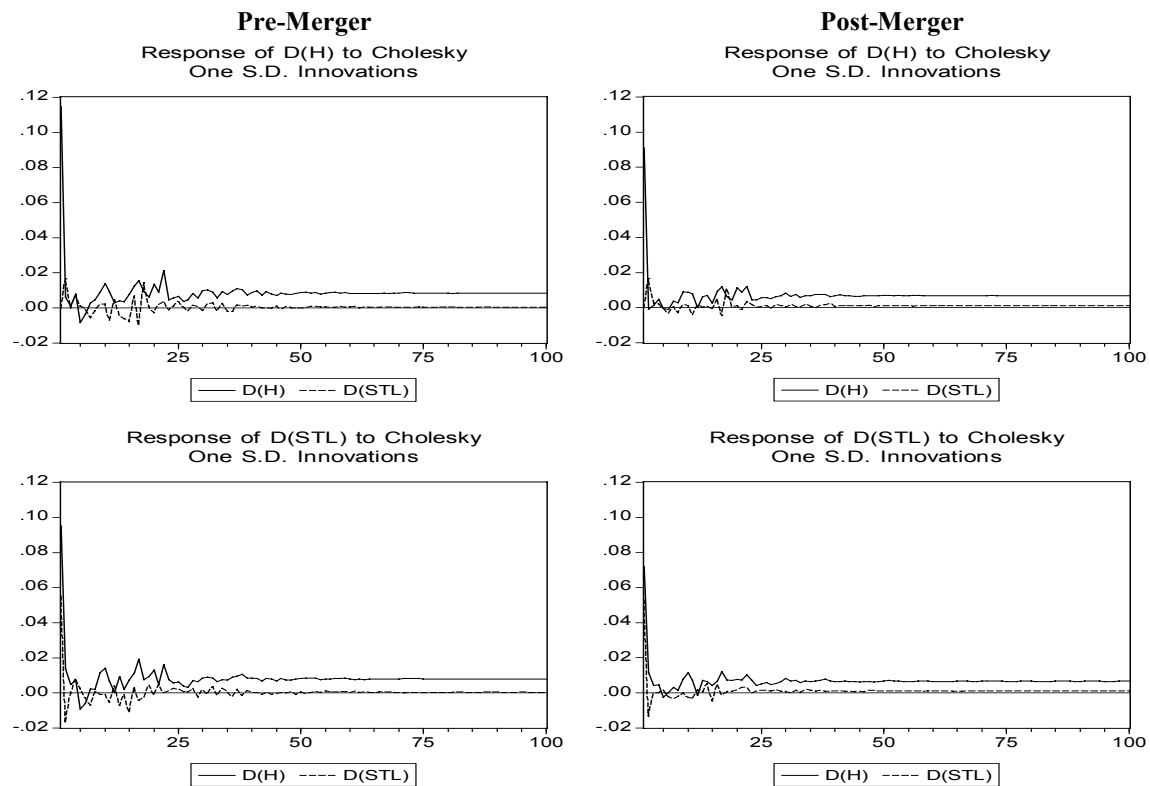 Pre-Merger
Response of D(H) to Cholesky
One S.D. Innovations
.12
.10
.08
.06
.04
.02
.00
-.02
25
50
75
100
D(H)
D(STL)
Post-Merger
Response of D(H) to Cholesky
One S.D. Innovations
.12
.10
.08
.06
.04
.02
.00
-.02
25
50
75
100
D(H)
D(STL)
Response of D(STL) to Cholesky
One S.D. Innovations
.12
.10
.08
.06
.04
.02
.00
-.02
25
50
75
100
D(H)
D(STL)
Response of D(STL) to Cholesky
One S.D. Innovations
.12
.10
.08
.06
.04
.02
.00
-.02
25
50
75
100
D(H)
D(STL)